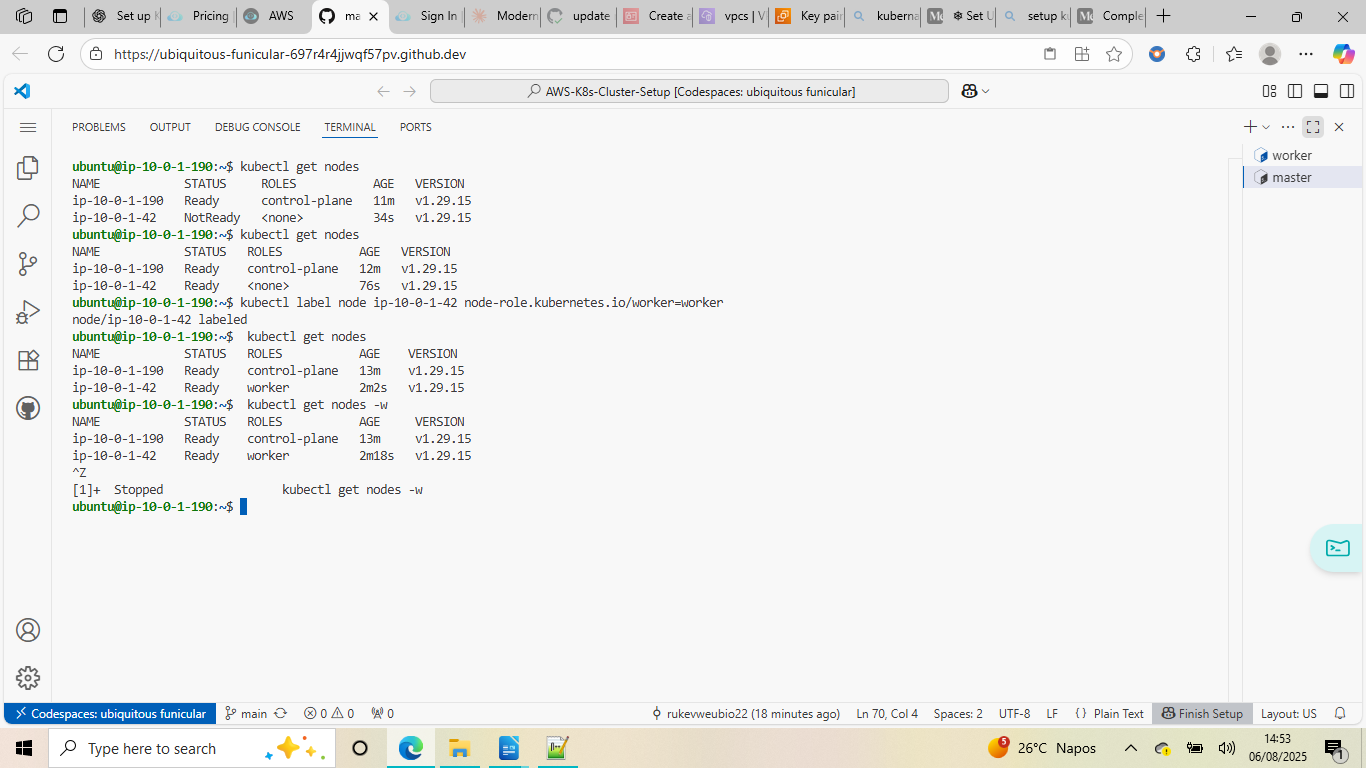 Set up K
Pricing |
AWS
ma
Sign In |
Modern
update
Create a
vpcs | V
Key pair
kuberna
Set U
setup ku
Comple
https://ubiquitous-funicular-697r4r4jjwqf57pv.github.dev
AWS-K8s-Cluster-Setup [Codespaces: ubiquitous funicular]
PROBLEMS OUTPUT DEBUG CONSOLE TERMINAL PORTS
worker
master
ubuntu@ip-10-0-1-190:~$ kubectl get nodes
NAME STATUS ROLES AGE VERSION
ip-10-0-1-190 Ready control-plane 11m v1.29.15
ip-10-0-1-42 NotReady <none> 34s v1.29.15
ubuntu@ip-10-0-1-190:~$ kubectl get nodes
NAME STATUS ROLES AGE VERSION
ip-10-0-1-190 Ready control-plane 12m v1.29.15
ip-10-0-1-42 Ready <none> 76s v1.29.15
ubuntu@ip-10-0-1-190:~$ kubectl label node ip-10-0-1-42 node-role.kubernetes.io/worker=worker
node/ip-10-0-1-42 labeled
ubuntu@ip-10-0-1-190:~$ kubectl get nodes
NAME STATUS ROLES AGE VERSION
ip-10-0-1-190 Ready control-plane 13m v1.29.15
ip-10-0-1-42 Ready worker 2m2s v1.29.15
ubuntu@ip-10-0-1-190:~$ kubectl get nodes -w
NAME STATUS ROLES AGE VERSION
ip-10-0-1-190 Ready control-plane 13m v1.29.15
ip-10-0-1-42 Ready worker 2m18s v1.29.15
^Z
[1]+ Stopped kubectl get nodes -w
ubuntu@ip-10-0-1-190:~$
Codespaces: ubiquitous funicular main 0 0 0 rukevweubio22 (18 minutes ago) Ln 70, Col 4 Spaces: 2 UTF-8 LF {} Plain Text Finish Setup Layout: US
Type here to search
5
26°C Napos
14:53
06/08/2025
1